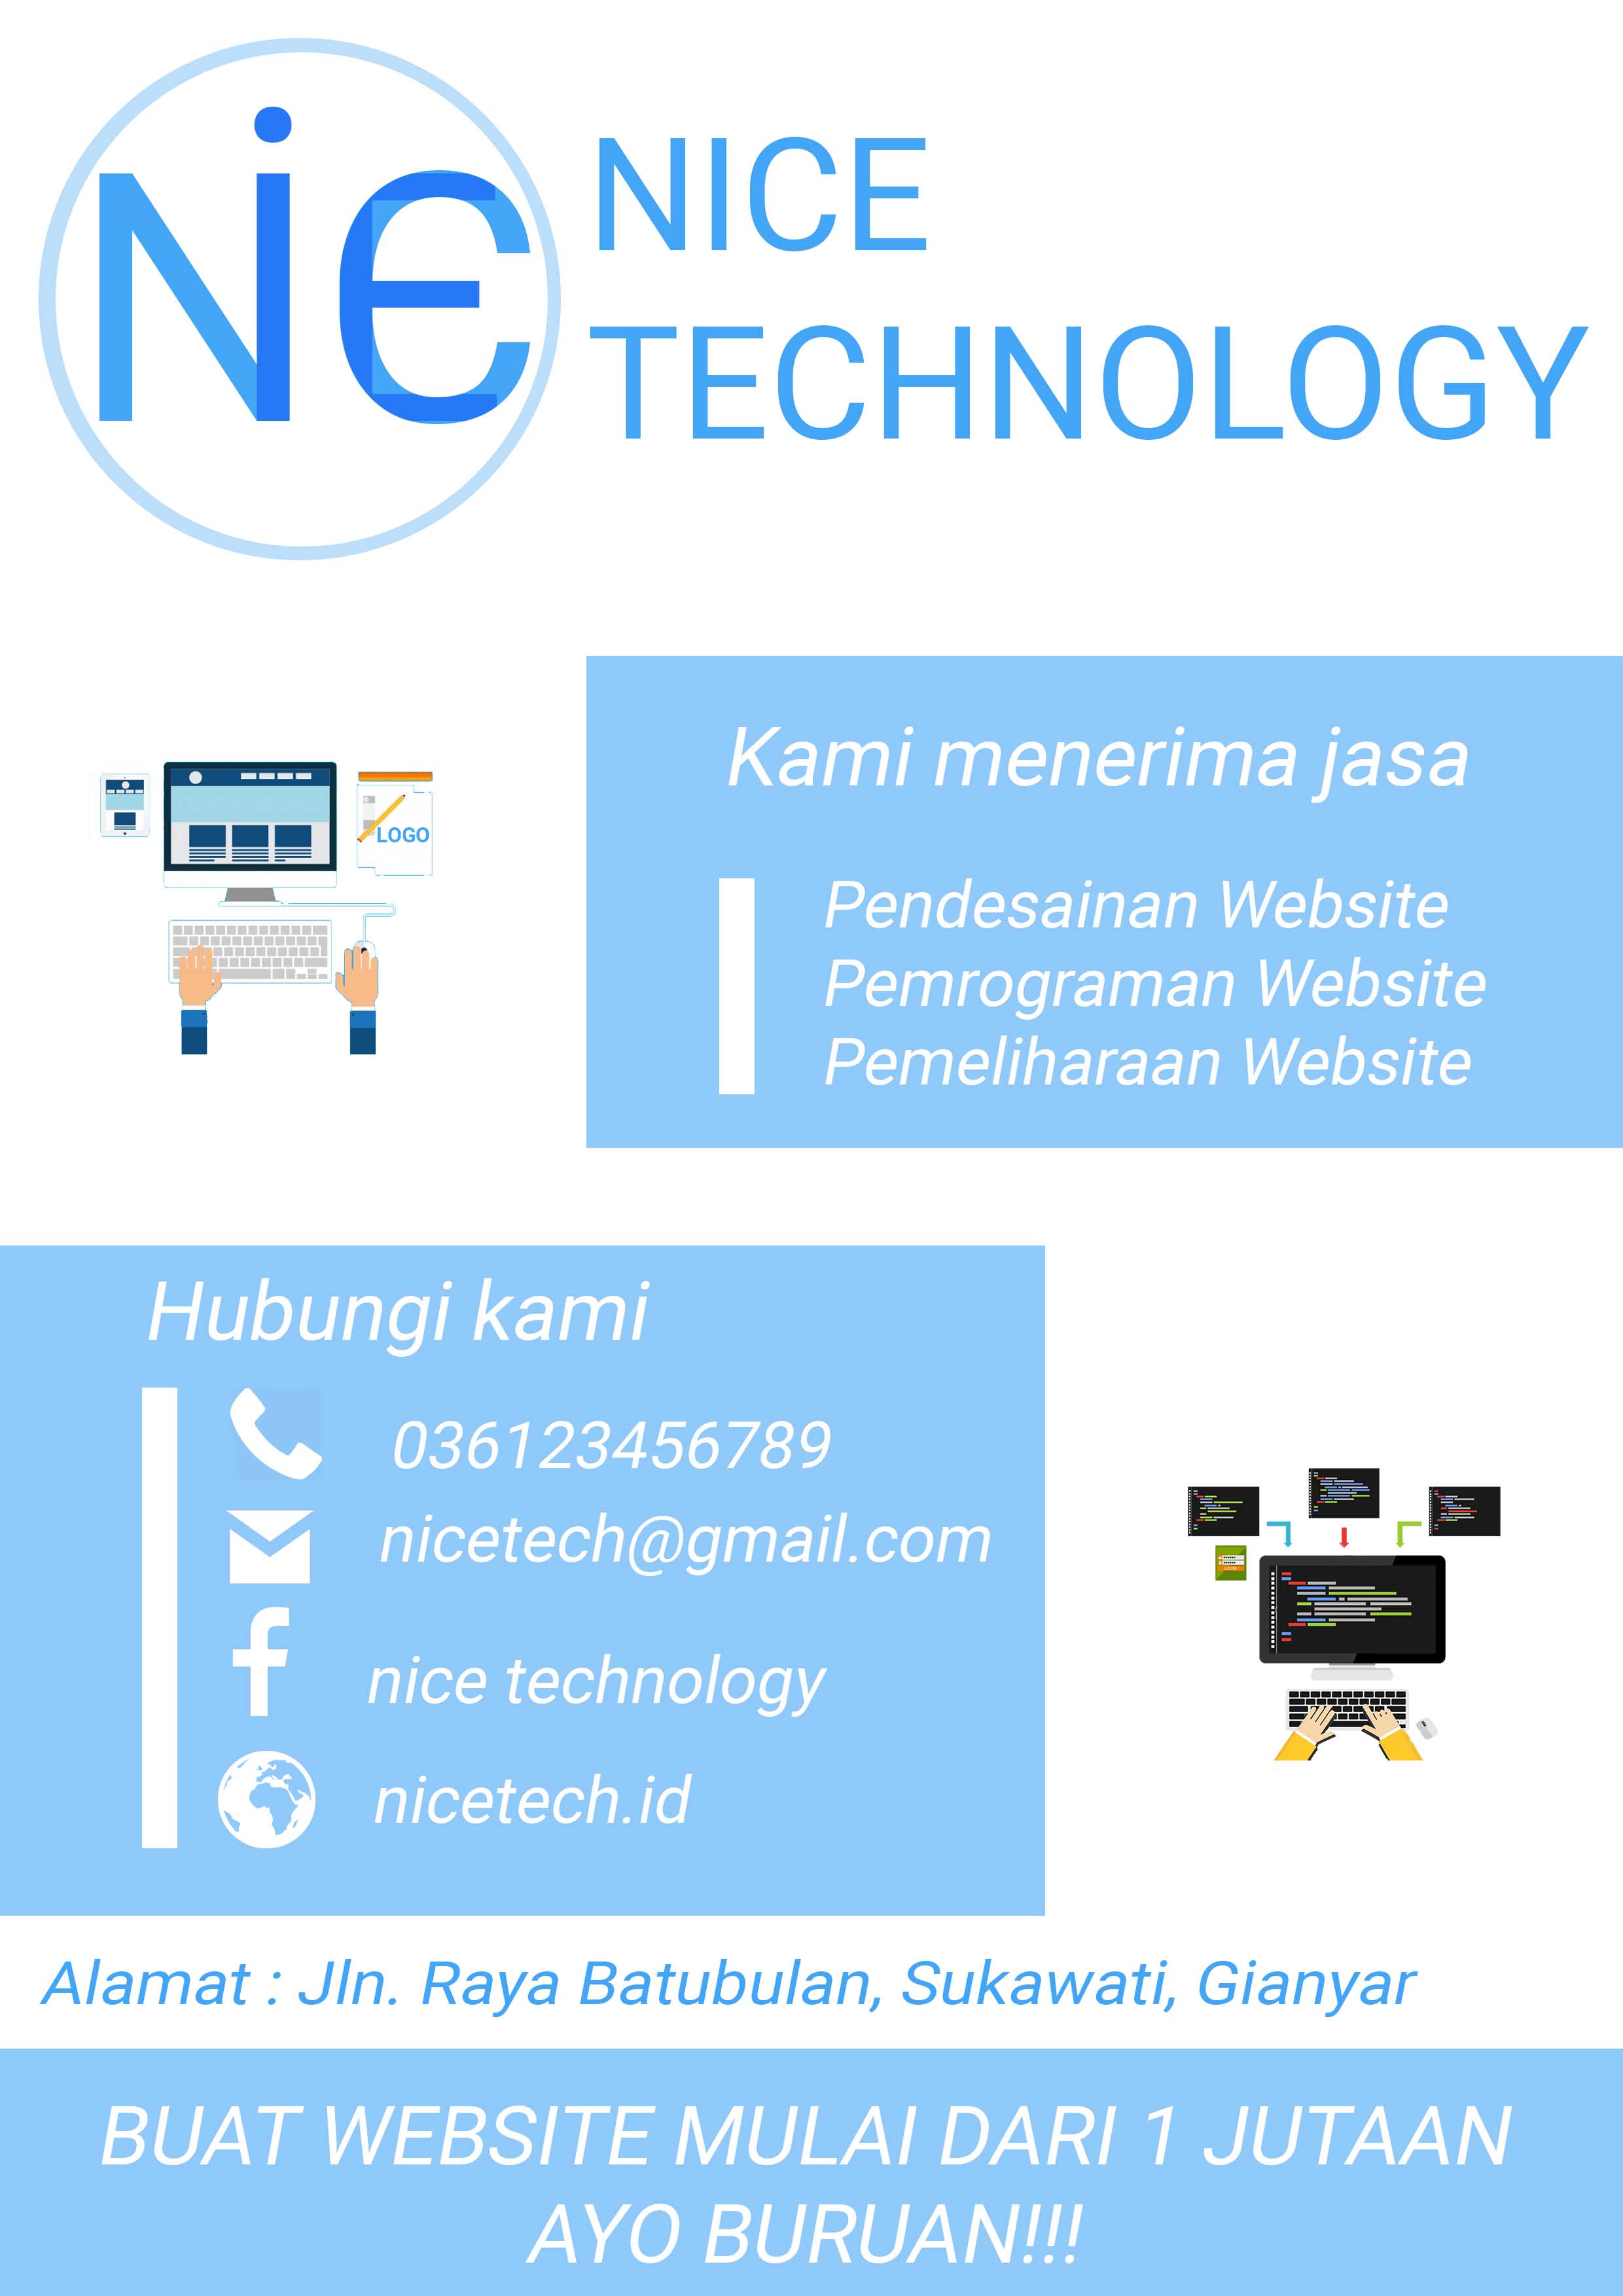 NiC
NICE
TECHNOLOGY
Kami menerima jasa
LOGO
Pendesainan Website
Pemrograman Website
Pemeliharaan Website
Hubungi kami
036123456789
nicetech@gmail.com
nice technology
nicetech.id
Alamat : Jln. Raya Batubulan, Sukawati, Gianyar
BUAT WEBSITE MULAI DARI 1 JUTAAN
AYO BURUAN!!!